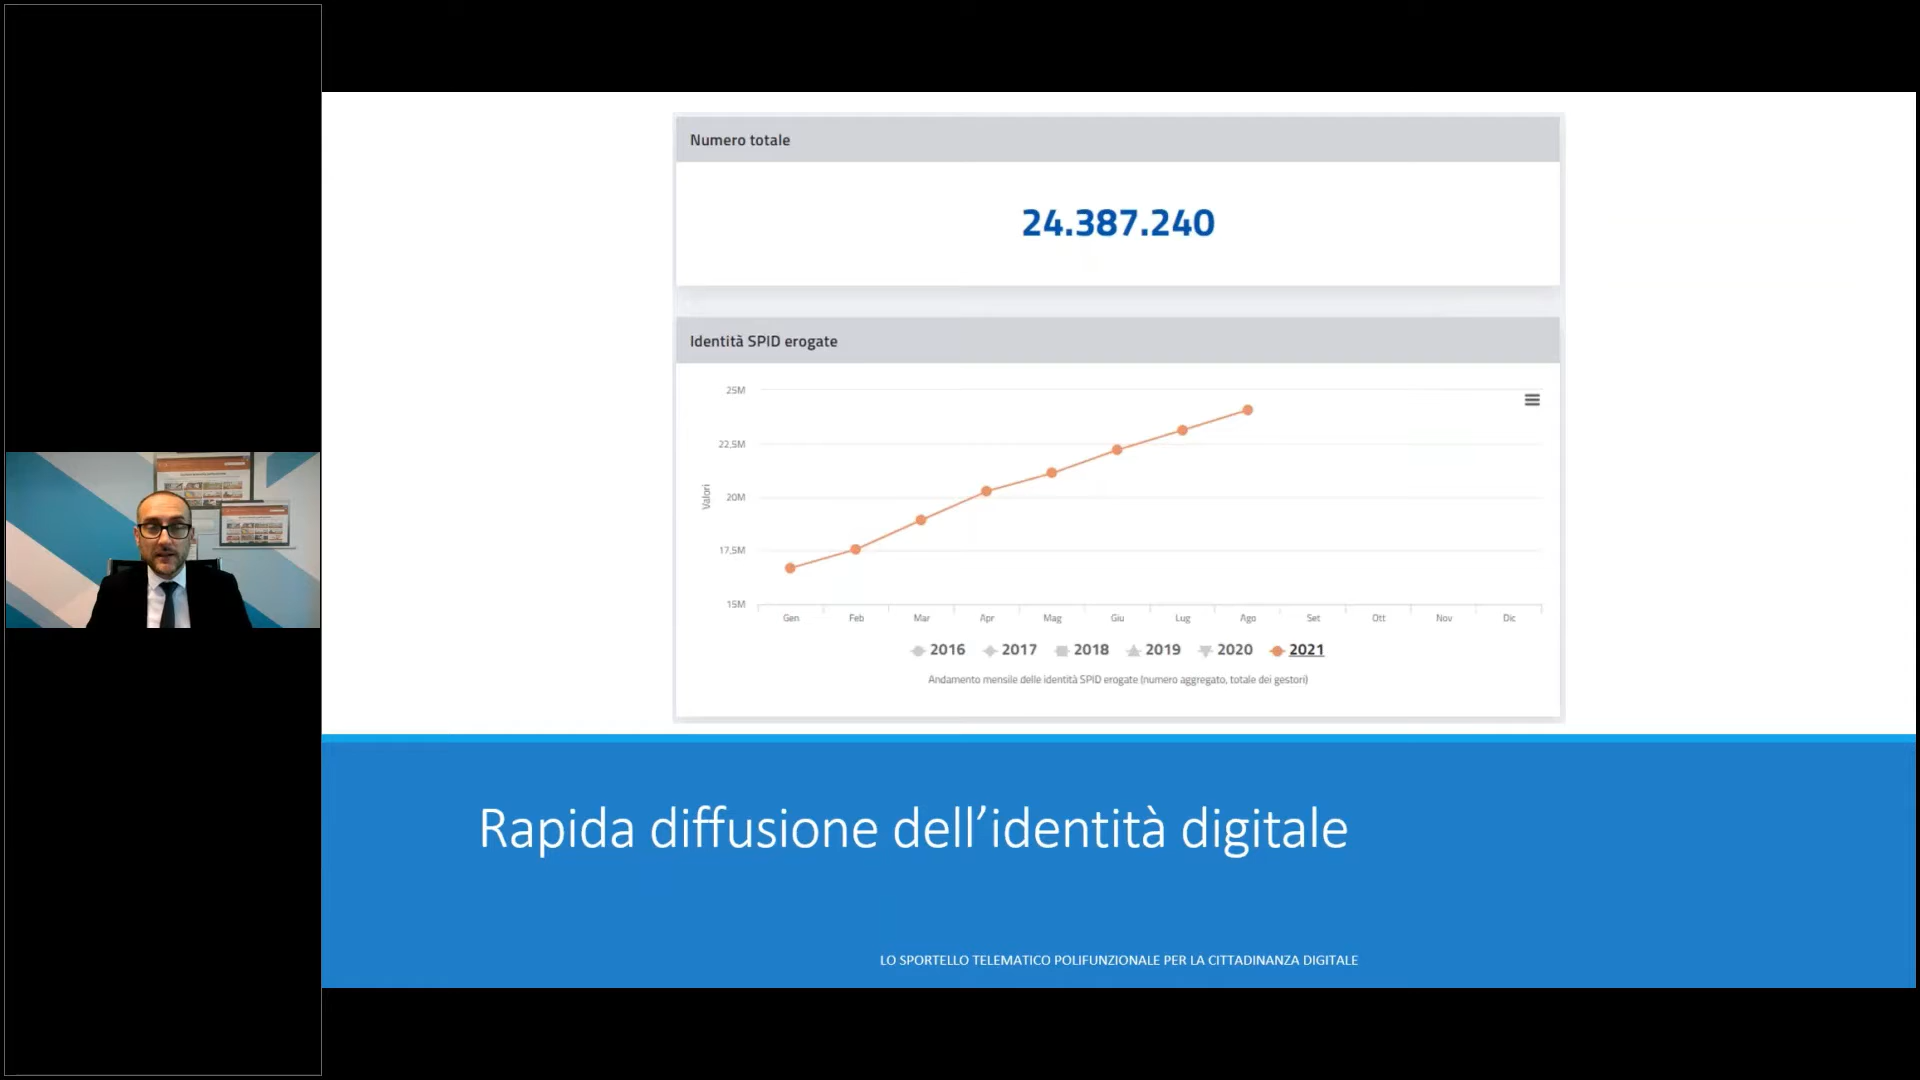 Numero totale
24.387.240
Identità SPID erogate
25M
22,5M
20M
17,5M
15M
Valori
Gen Feb Mar Apr Mag Giu Lug Ago Set Ott Nov Dic
2016 2017 2018 2019 2020 2021
Andamento mensile delle identità SPID erogate (numero aggregato, totale dei gestori)
Rapida diffusione dell’identità digitale
LO SPORTELLO TELEMATICO POLIFUNZIONALE PER LA CITTADINANZA DIGITALE